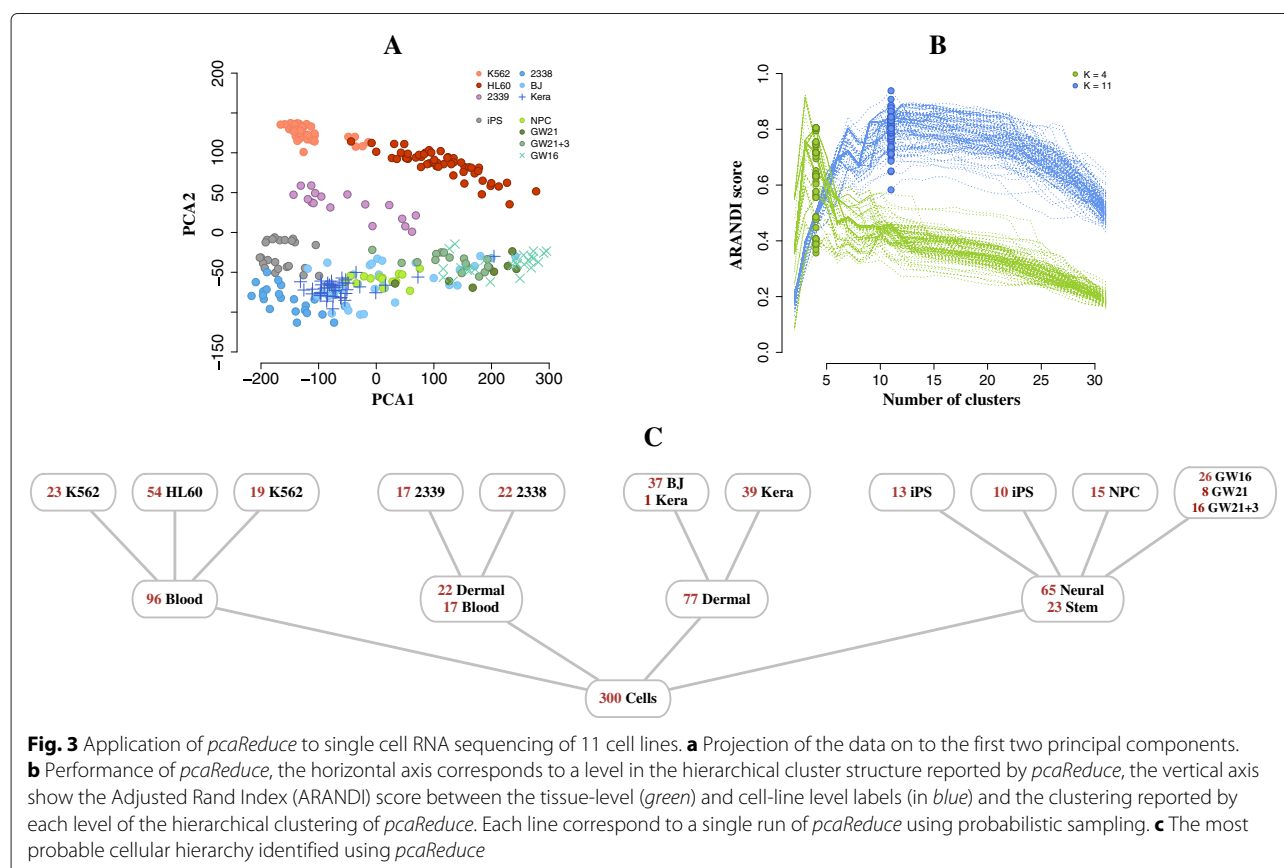 A
PCA2
200
100
50
0
−50
−150
−200
−100
0
100
200
300
PCA1
K562
HL60
2339
iPS
2338
BJ
Kera
NPC
GW21
GW21+3
GW16
B
ARANDI score
1.0
0.8
0.6
0.4
0.2
0.0
5
10
15
20
25
30
Number of clusters
K = 4
K = 11
C
23 K562
54 HL60
19 K562
17 2339
22 2338
37 BJ
1 Kera
39 Kera
13 iPS
10 iPS
15 NPC
26 GW16
8 GW21
16 GW21+3
96 Blood
22 Dermal
17 Blood
77 Dermal
65 Neural
23 Stem
300 Cells
Fig. 3 Application of pcaReduce to single cell RNA sequencing of 11 cell lines. a Projection of the data on to the first two principal components.
b Performance of pcaReduce, the horizontal axis corresponds to a level in the hierarchical cluster structure reported by pcaReduce, the vertical axis
show the Adjusted Rand Index (ARANDI) score between the tissue-level (green) and cell-line level labels (in blue) and the clustering reported by
each level of the hierarchical clustering of pcaReduce. Each line correspond to a single run of pcaReduce using probabilistic sampling. c The most
probable cellular hierarchy identified using pcaReduce